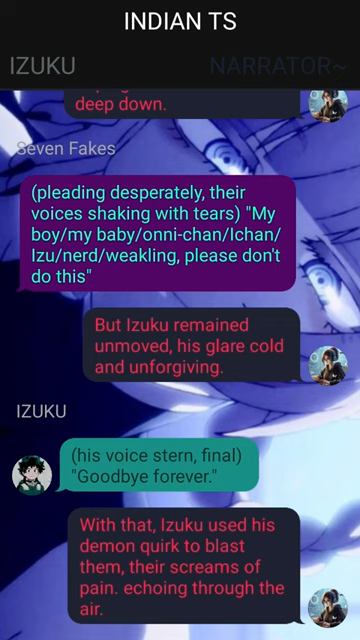 INDIAN TS
IZUKU
NARRATOR~
deep down.
Seven Fakes
(pleading desperately, their
voices shaking with tears) "My
boy/my baby/onni-chan/Ichan/
Izu/nerd/weakling, please don't
do this"
But Izuku remained
unmoved, his glare cold
and unforgiving.
IZUKU
(his voice stern, final)
"Goodbye forever."
With that, Izuku used his
demon quirk to blast
them, their screams of
pain. echoing through the
air.